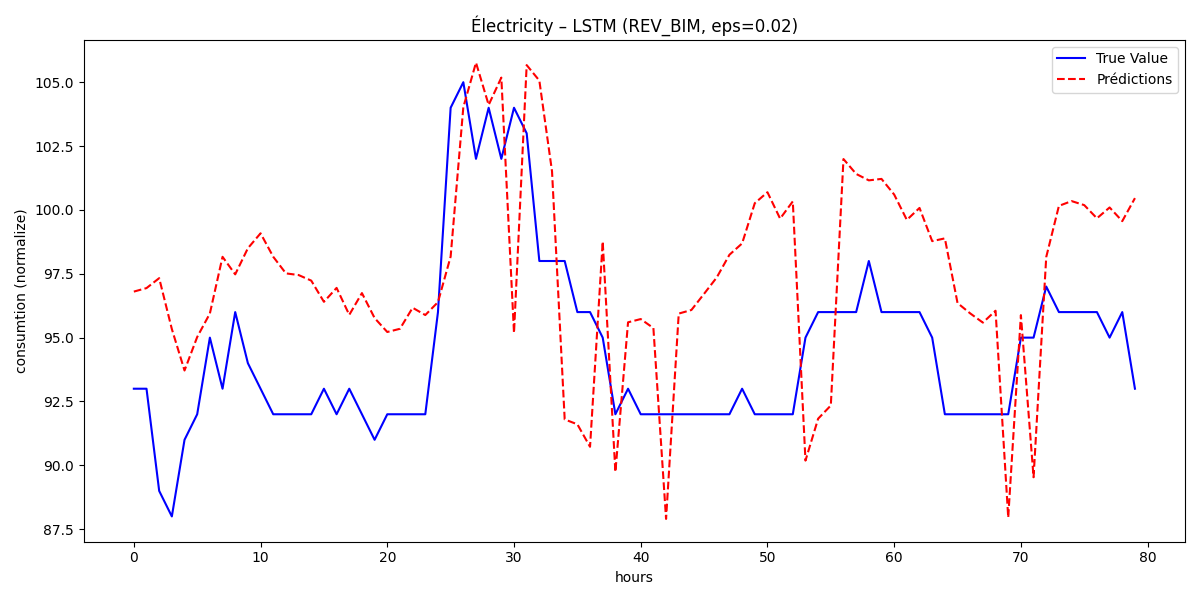 Électricity – LSTM (REV_BIM, eps=0.02)
True Value
Prédictions
consumtion (normalize)
105.0
102.5
100.0
97.5
95.0
92.5
90.0
87.5
0 10 20 30 40 50 60 70 80
hours